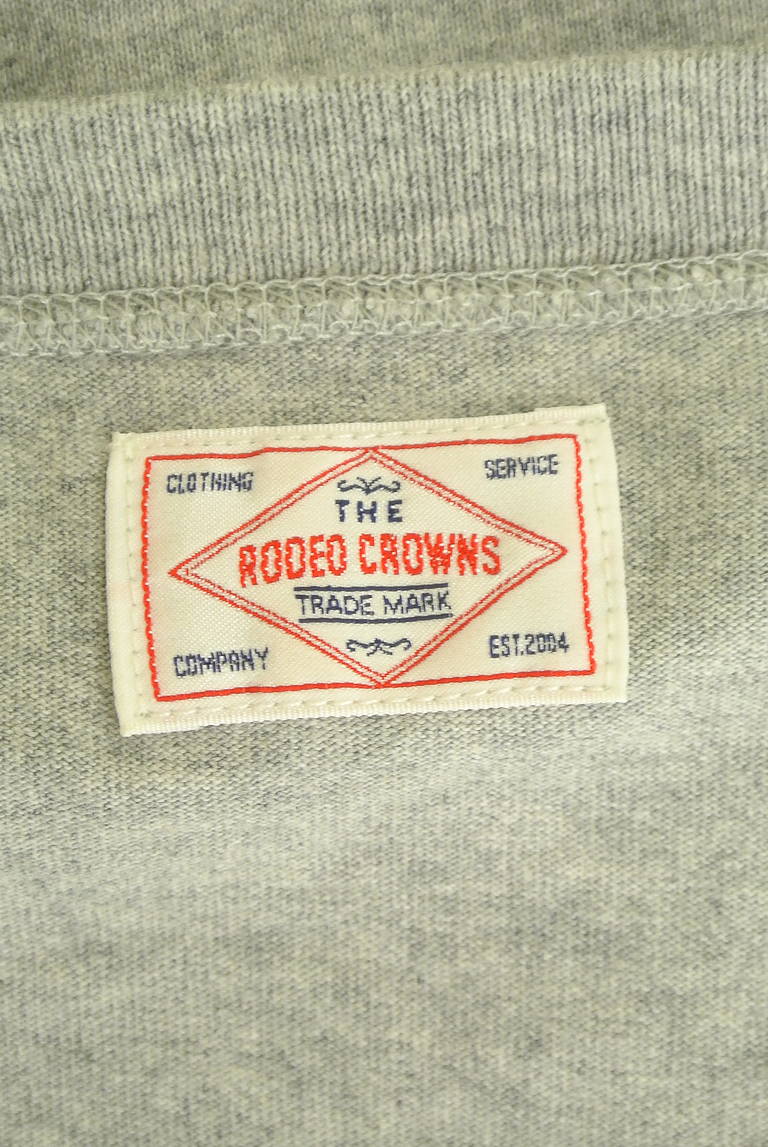 CLOTHING
SERVICE
THE
RODEO CROWNS
TRADE MARK
COMPANY
EST.2004